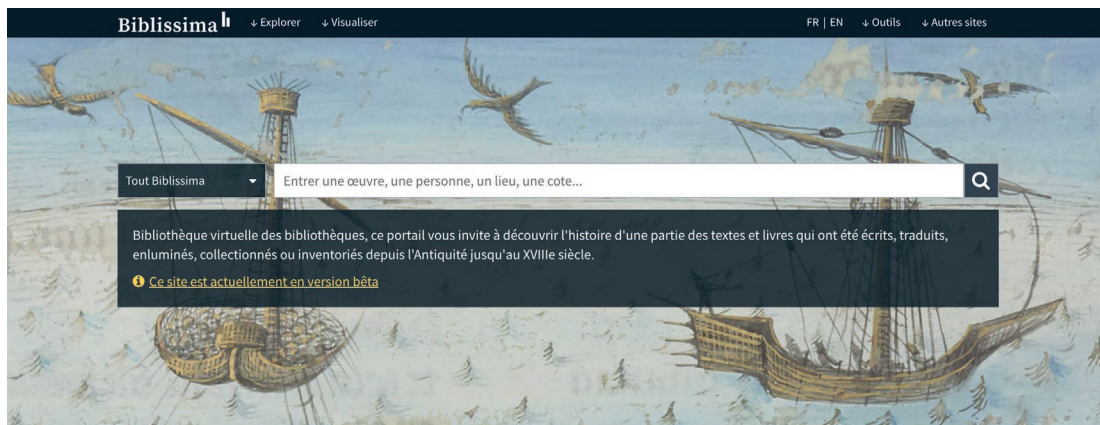 Biblissima ↓ Explorer ↓ Visualiser FR | EN ↓ Outils ↓ Autres sites
Tout Biblissima Entrer une œuvre, une personne, un lieu, une cote...
Bibliothèque virtuelle des bibliothèques, ce portail vous invite à découvrir l'histoire d'une partie des textes et livres qui ont été écrits, traduits,
enluminés, collectionnés ou inventoriés depuis l'Antiquité jusqu'au XVIIIe siècle.
Ce site est actuellement en version bêta